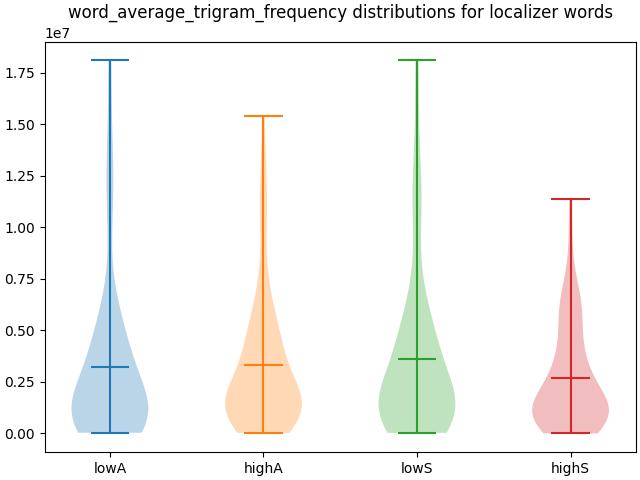 word_average_trigram_frequency distributions for localizer words
1e7
1.75
1.50
1.25
1.00
0.75
0.50
0.25
0.00
lowA highA lowS highS